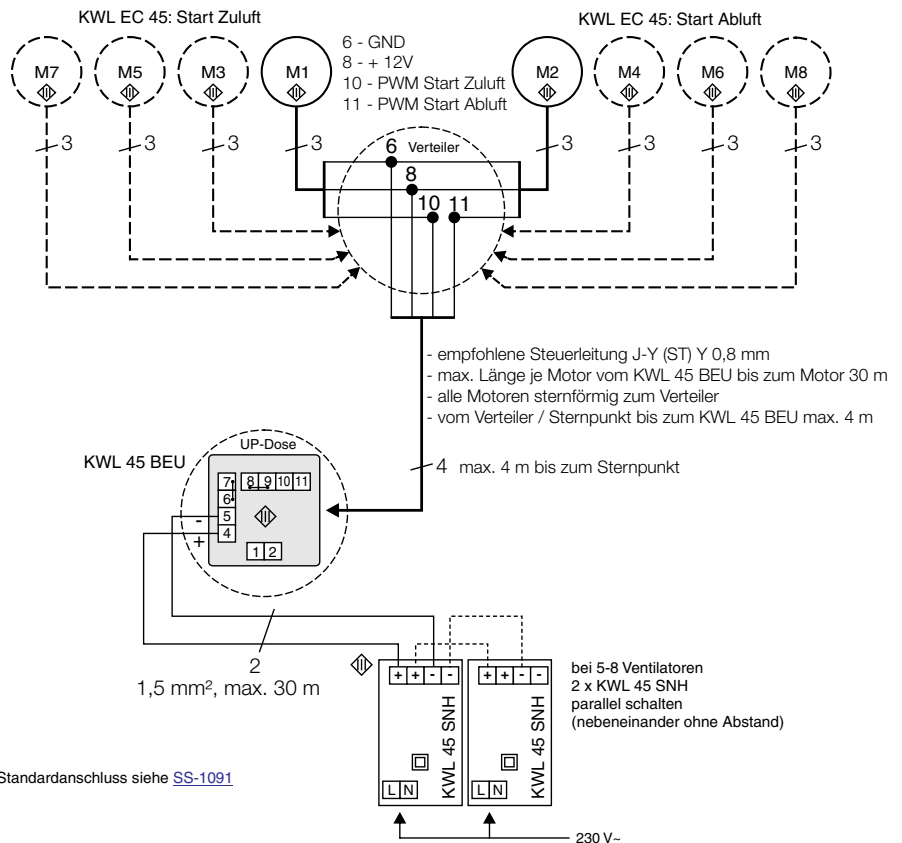 KWL EC 45: Start Zuluft
KWL EC 45: Start Abluft
M7
M5
M3
M1
M2
M4
M6
M8
6 - GND
8 - + 12V
10 - PWM Start Zuluft
11 - PWM Start Abluft
3
3
3
3
3
3
3
3
6 Verteiler
8
10 11
- empfohlene Steuerleitung J-Y (ST) Y 0,8 mm
- max. Länge je Motor vom KWL 45 BEU bis zum Motor 30 m
- alle Motoren sternförmig zum Verteiler
- vom Verteiler / Sternpunkt bis zum KWL 45 BEU max. 4 m
4 max. 4 m bis zum Sternpunkt
KWL 45 BEU
UP-Dose
7 8 9 10 11
6
- 5
+ 4
1 2
2
1,5 mm², max. 30 m
+ + - -
+ + - -
KWL 45 SNH
KWL 45 SNH
L N
L N
bei 5-8 Ventilatoren
2 x KWL 45 SNH
parallel schalten
(nebeneinander ohne Abstand)
Standardanschluss siehe SS-1091
230 V~